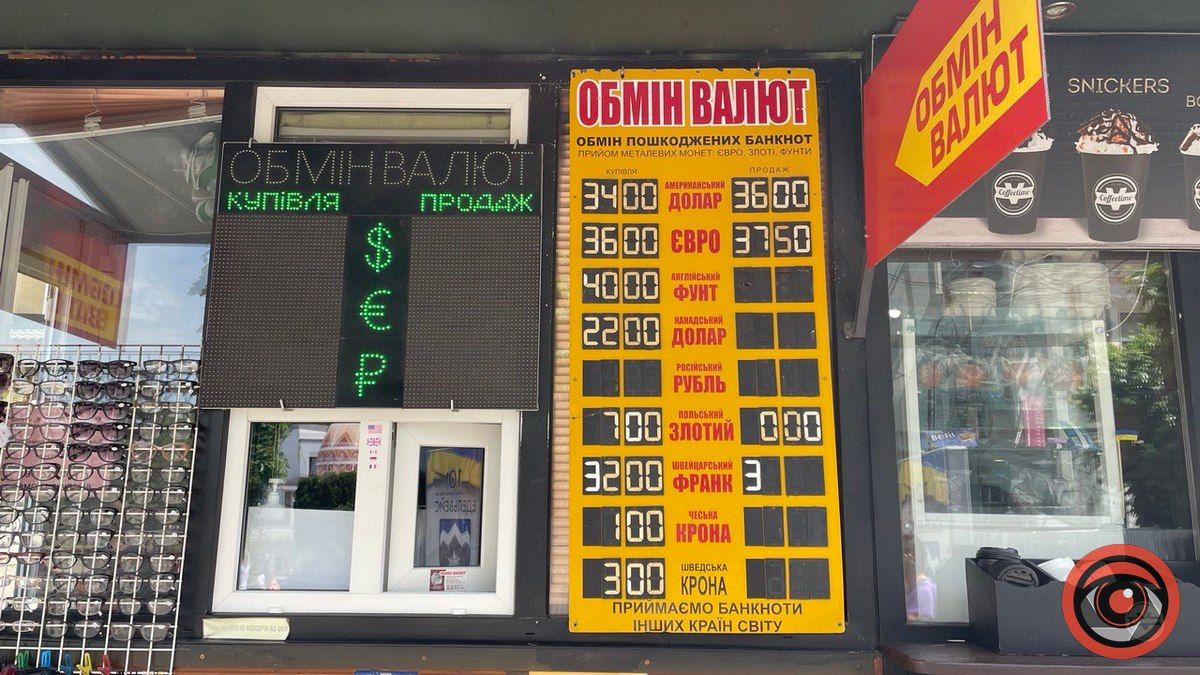 ОБМІН ВАЛЮТ
КУПІВЛЯ ПРОДАЖ
$
€
₽
ОБМІН ВАЛЮТ
ОБМІН ПОШКОДЖЕНИХ БАНКНОТ
ПРИЙОМ МЕТАЛЕВИХ МОНЕТ: ЄВРО, ЗЛОТІ, ФУНТИ
КУПІВЛЯ ПРОДАЖ
3400 АМЕРИКАНСЬКИЙ ДОЛАР 3600
3600 ЄВРО 3750
4000 АНГЛІЙСЬКИЙ ФУНТ
2200 КАНАДСЬКИЙ ДОЛАР
РОСІЙСЬКИЙ РУБЛЬ
700 ПОЛЬСЬКИЙ ЗЛОТИЙ 000
3200 ШВЕЙЦАРСЬКИЙ ФРАНК 3
100 ЧЕСЬКА КРОНА
300 ШВЕДСЬКА КРОНА
ПРИЙМАЄМО БАНКНОТИ
ІНШИХ КРАЇН СВІТУ
ОБМІН
ВАЛЮТ
SNICKERS
Coffeetime
Coffeetime